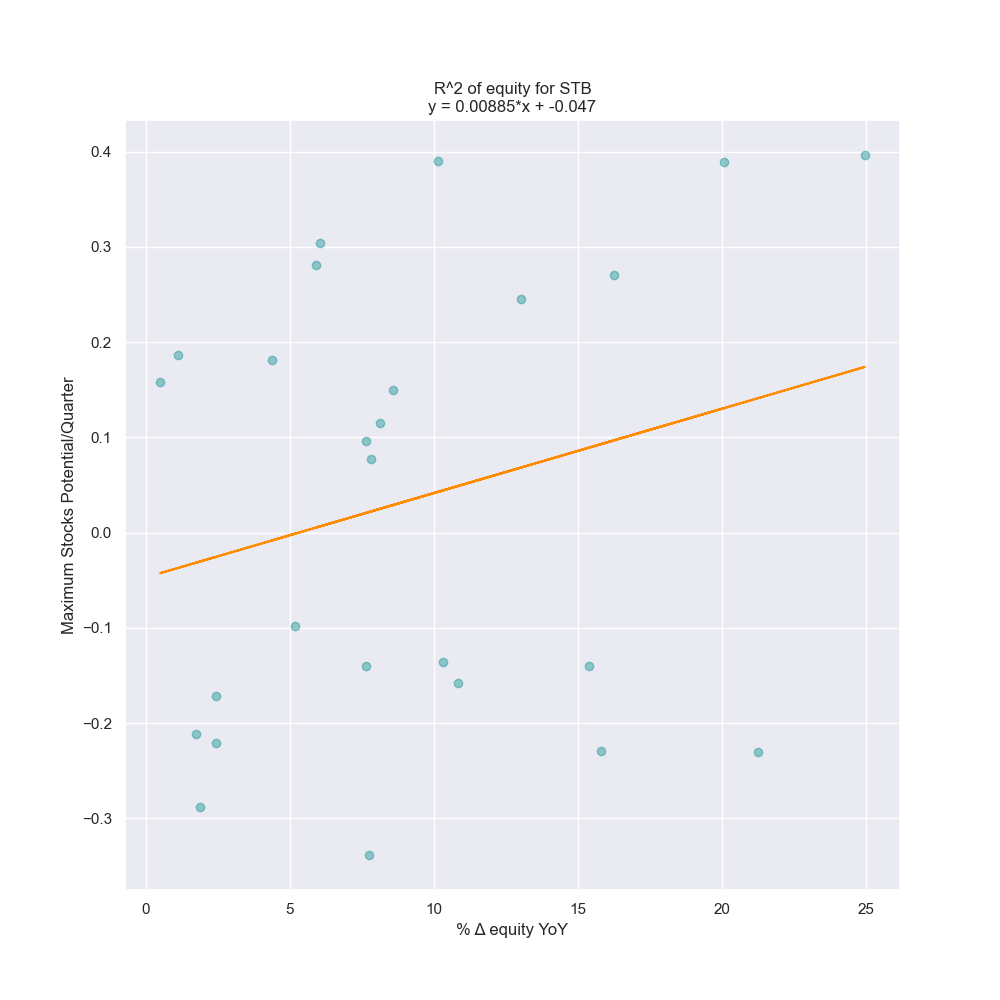 R^2 of equity for STB
y = 0.00885*x + -0.047
0.4
0.3
0.2
0.1
0.0
−0.1
−0.2
−0.3
Maximum Stocks Potential/Quarter
0 5 10 15 20 25
% Δ equity YoY